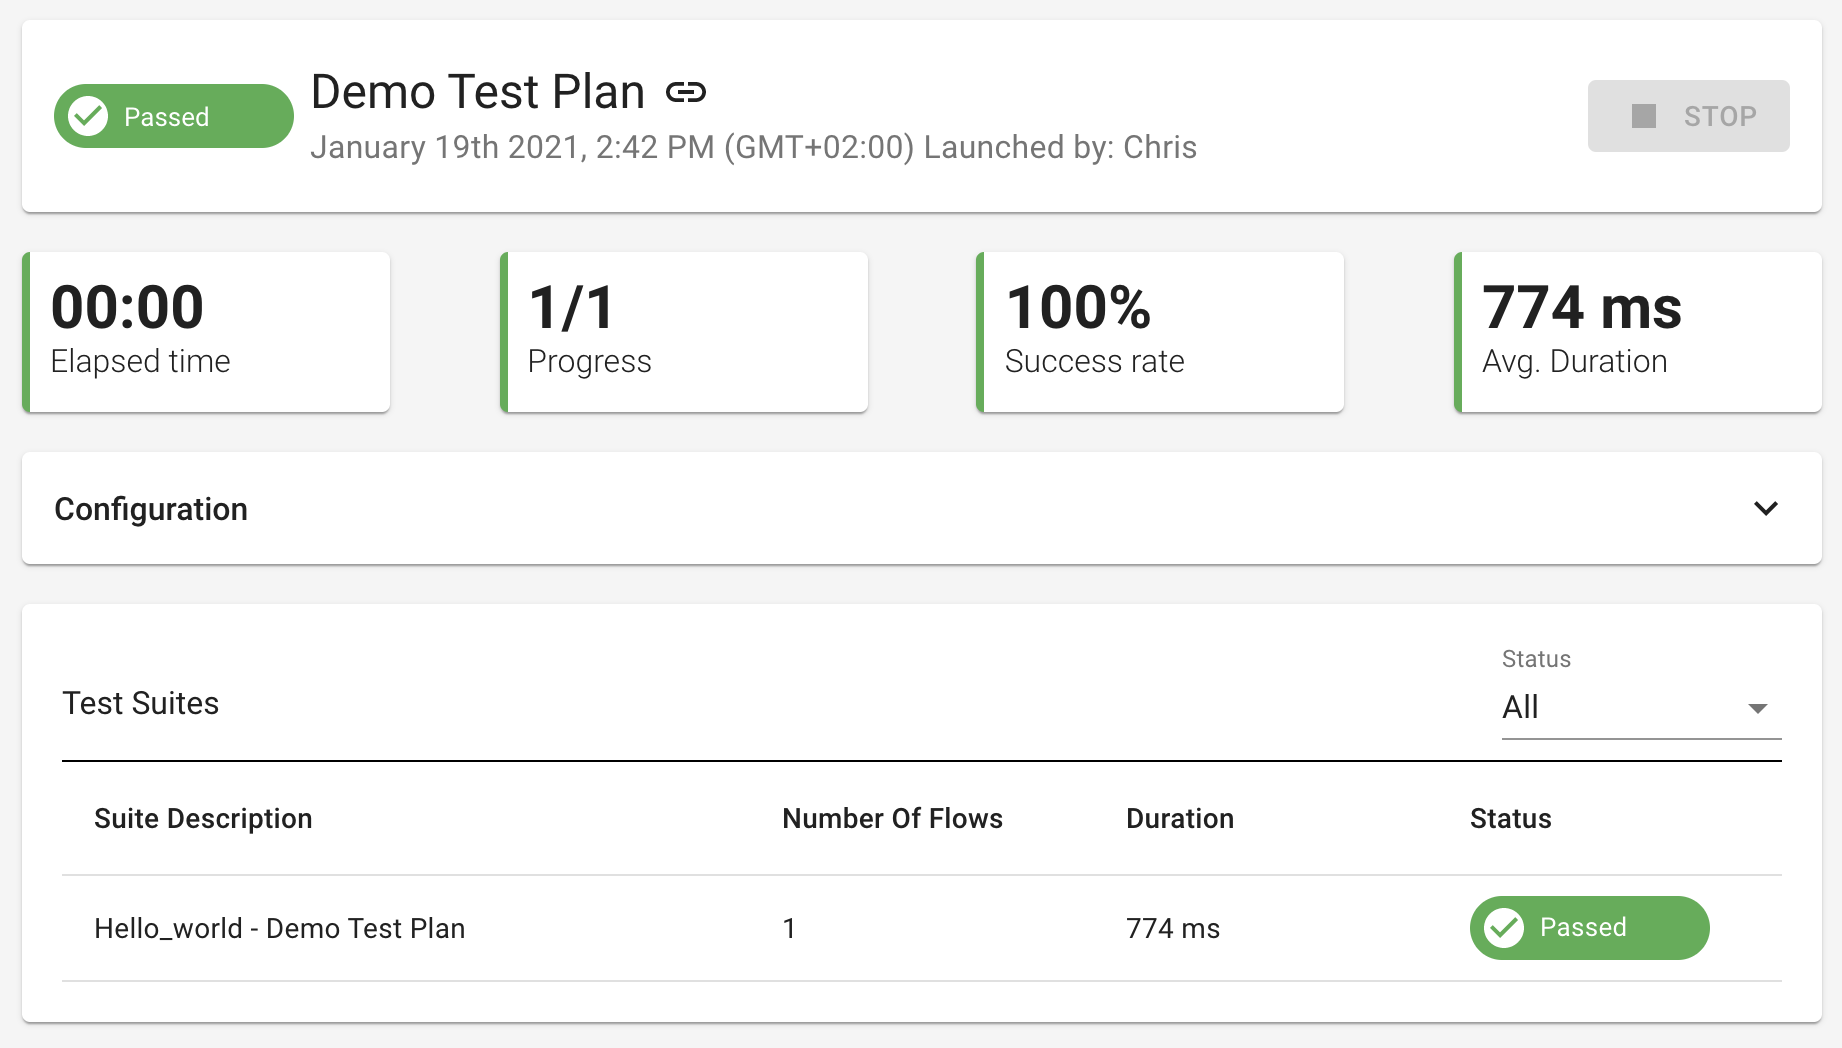 Passed
Demo Test Plan
January 19th 2021, 2:42 PM (GMT+02:00) Launched by: Chris
STOP
00:00
Elapsed time
1/1
Progress
100%
Success rate
774 ms
Avg. Duration
Configuration
Test Suites
Status
All
Suite Description Number Of Flows Duration Status
Hello_world - Demo Test Plan 1 774 ms Passed